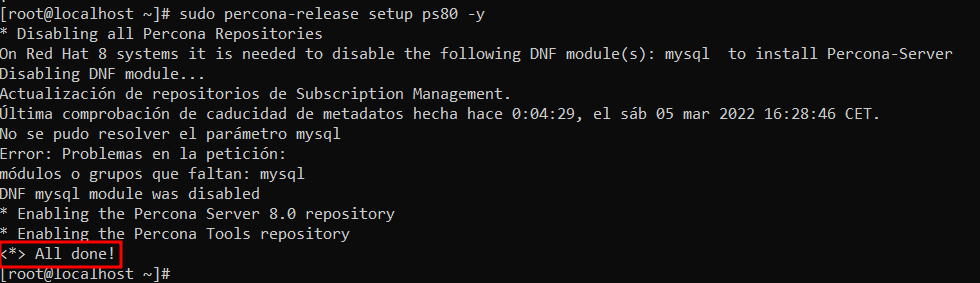 [root@localhost ~]# sudo percona-release setup ps80 -y
* Disabling all Percona Repositories
On Red Hat 8 systems it is needed to disable the following DNF module(s): mysql  to install Percona-Server
Disabling DNF module...
Actualización de repositorios de Subscription Management.
Última comprobación de caducidad de metadatos hecha hace 0:04:29, el sáb 05 mar 2022 16:28:46 CET.
No se pudo resolver el parámetro mysql
Error: Problemas en la petición:
módulos o grupos que faltan: mysql
DNF mysql module was disabled
* Enabling the Percona Server 8.0 repository
* Enabling the Percona Tools repository
<*> All done!
[root@localhost ~]#